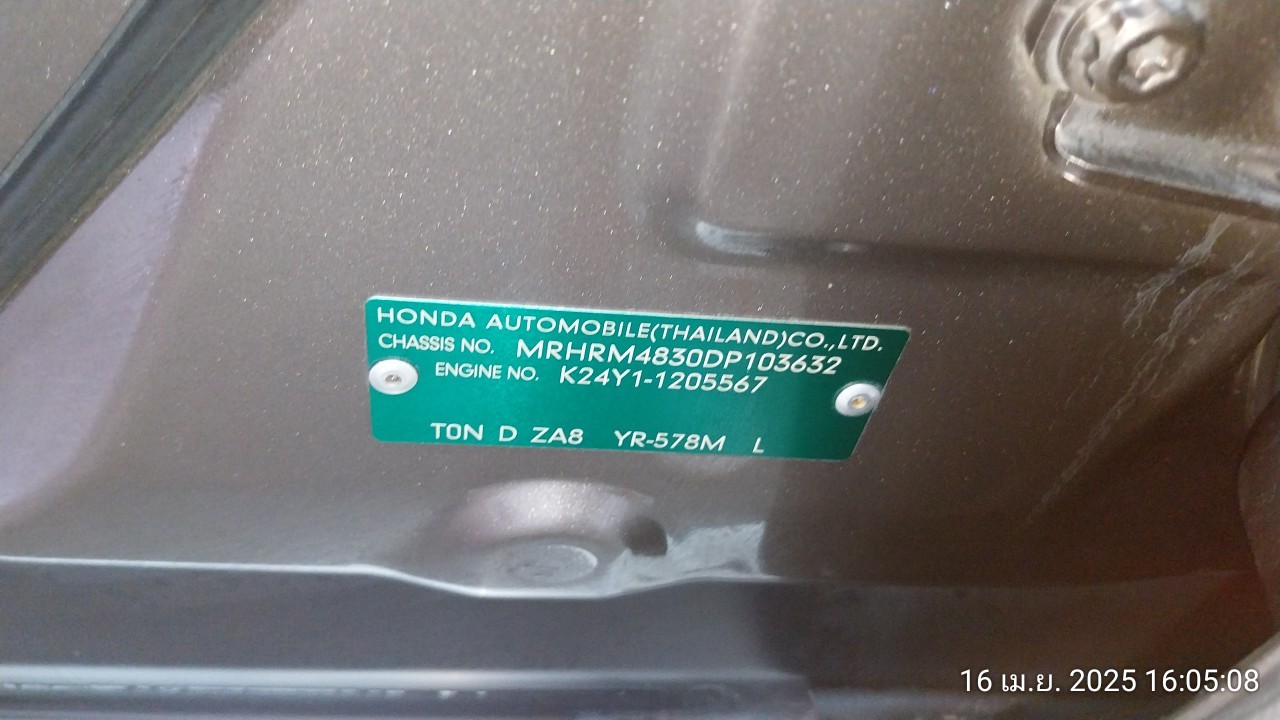 HONDA AUTOMOBILE(THAILAND)CO.,LTD.
CHASSIS NO. MRHRM4830DP103632
ENGINE NO. K24Y1-1205567
TON D ZA8 YR-578M L
16 เม.ย. 2025 16:05:08